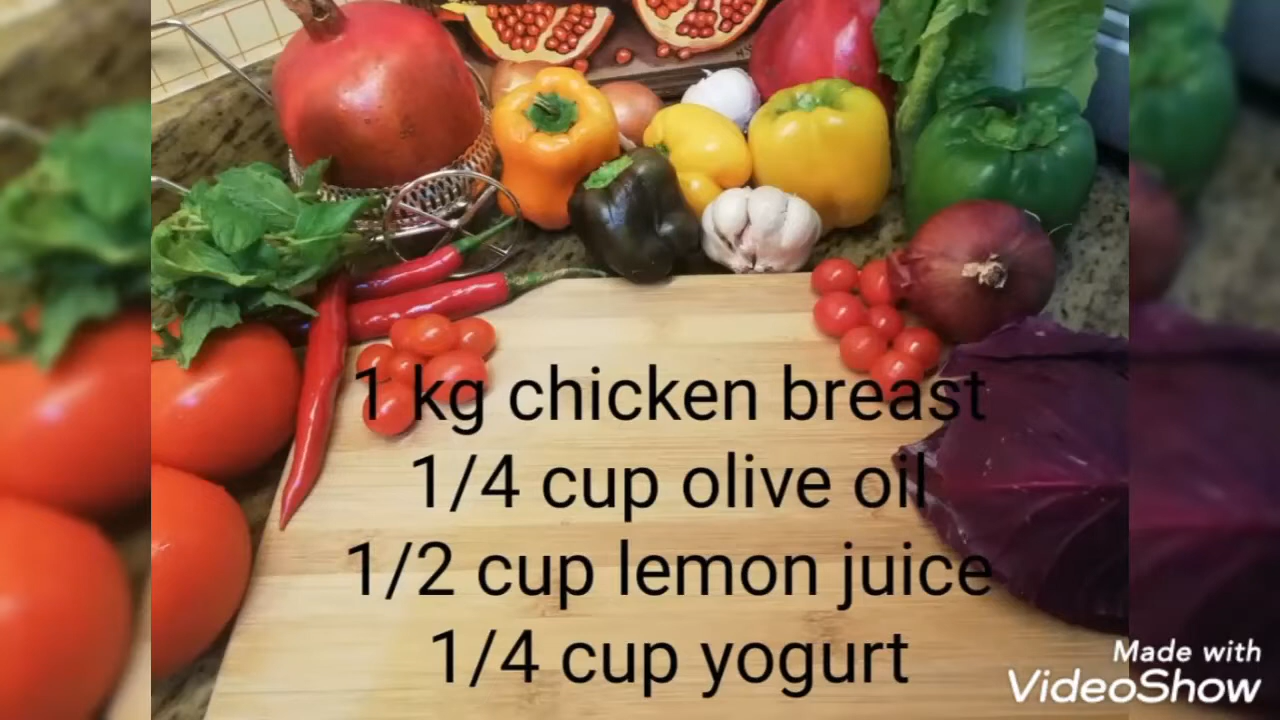 1 kg chicken breast
1/4 cup olive oil
1/2 cup lemon juice
1/4 cup yogurt
Made with
VideoShow